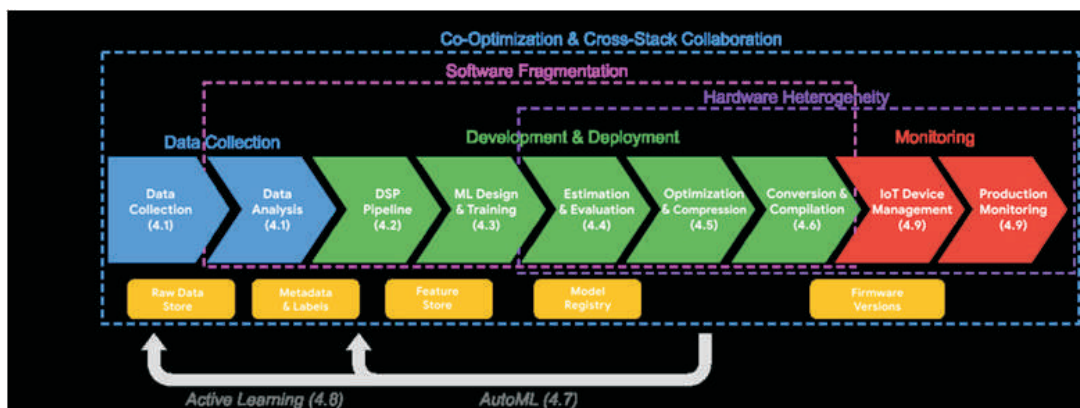 Co-Optimization & Cross-Stack Collaboration
Software Fragmentation
Hardware Heterogeneity
Data Collection
Development & Deployment
Monitoring
Data
Collection
(4.1)
Data
Analysis
(4.1)
DSP
Pipeline
(4.2)
ML Design
& Training
(4.3)
Estimation
& Evaluation
(4.4)
Optimization
& Compression
(4.5)
Conversion &
Compilation
(4.6)
IoT Device
Management
(4.9)
Production
Monitoring
(4.9)
Raw Data
Store
Metadata
& Labels
Feature
Store
Model
Registry
Firmware
Versions
Active Learning (4.8)
AutoML (4.7)